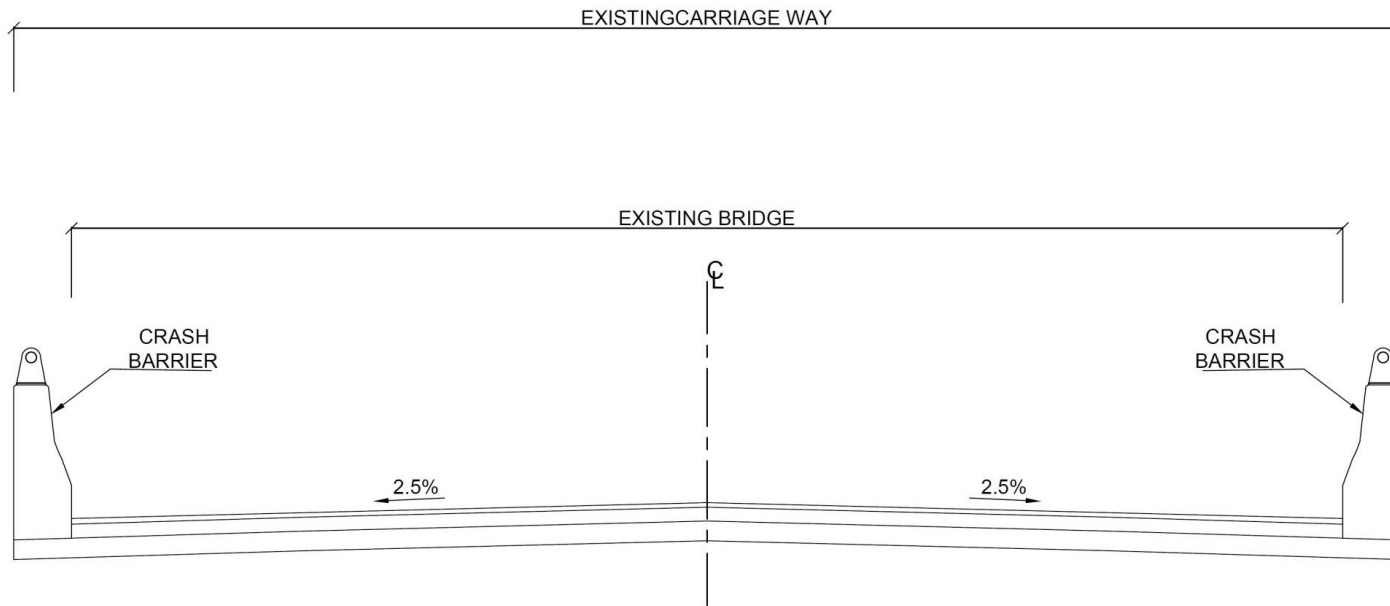 EXISTINGCARRIAGE WAY
EXISTING BRIDGE
CL
CRASH
BARRIER
CRASH
BARRIER
2.5%
2.5%